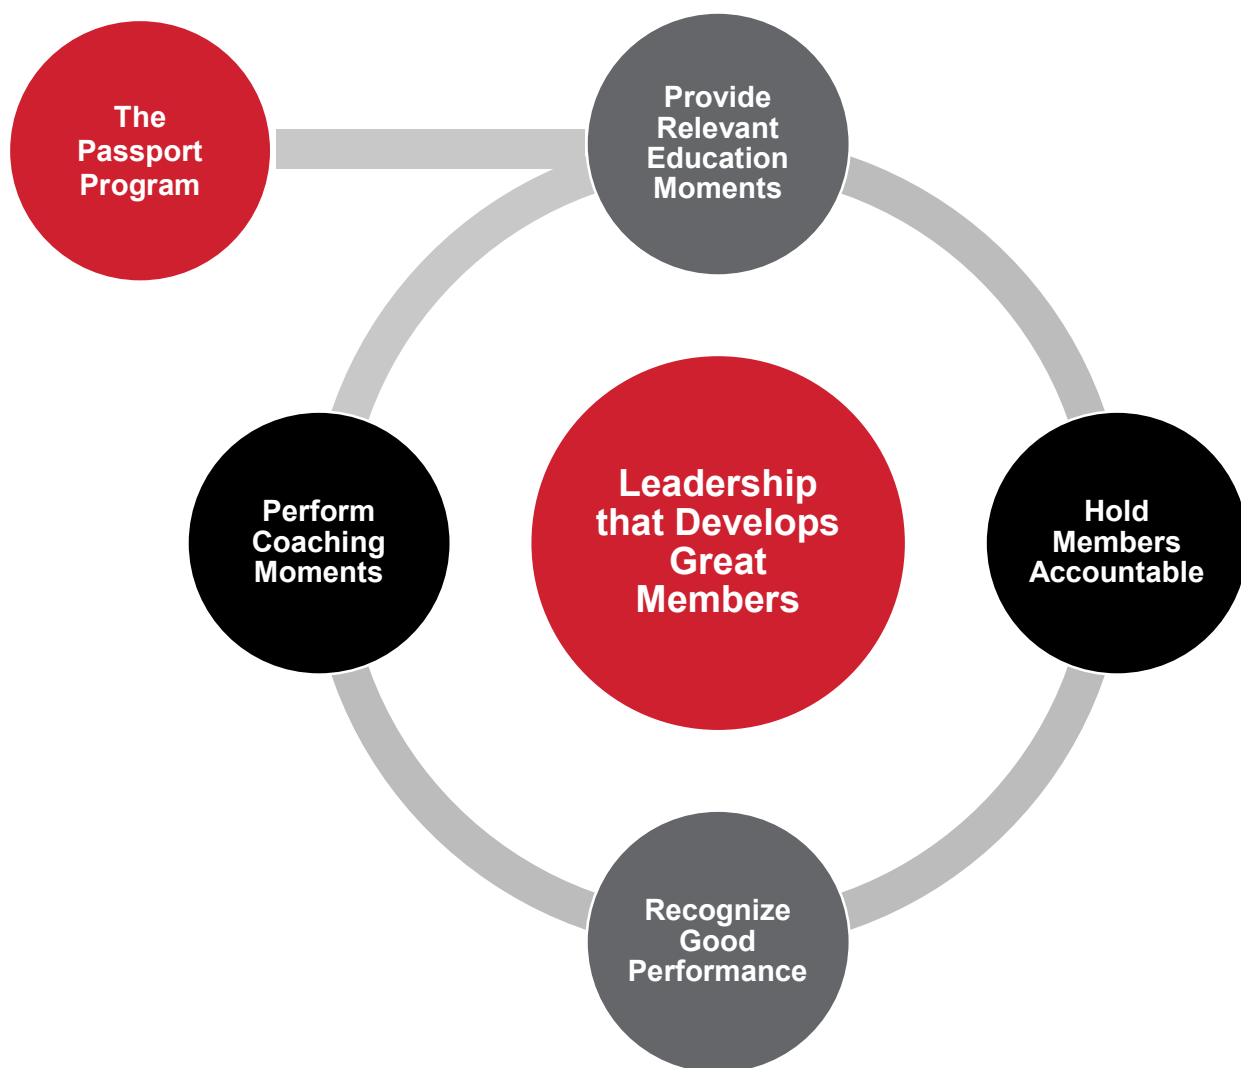 The
Passport
Program
Provide
Relevant
Education
Moments
Perform
Coaching
Moments
Leadership
that Develops
Great
Members
Hold
Members
Accountable
Recognize
Good
Performance